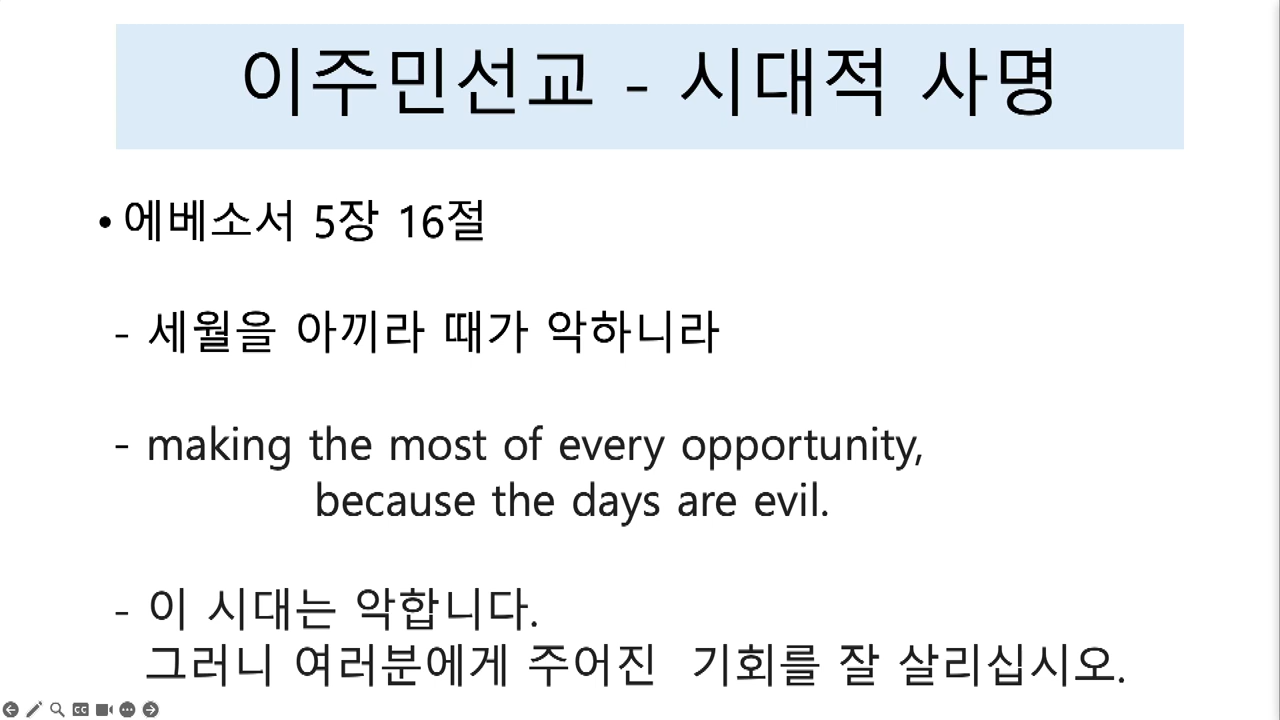 이주민선교 - 시대적 사명
• 에베소서 5장 16절
- 세월을 아끼라 때가 악하니라
- making the most of every opportunity,
because the days are evil.
- 이 시대는 악합니다.
그러니 여러분에게 주어진 기회를 잘 살리십시오.
CC